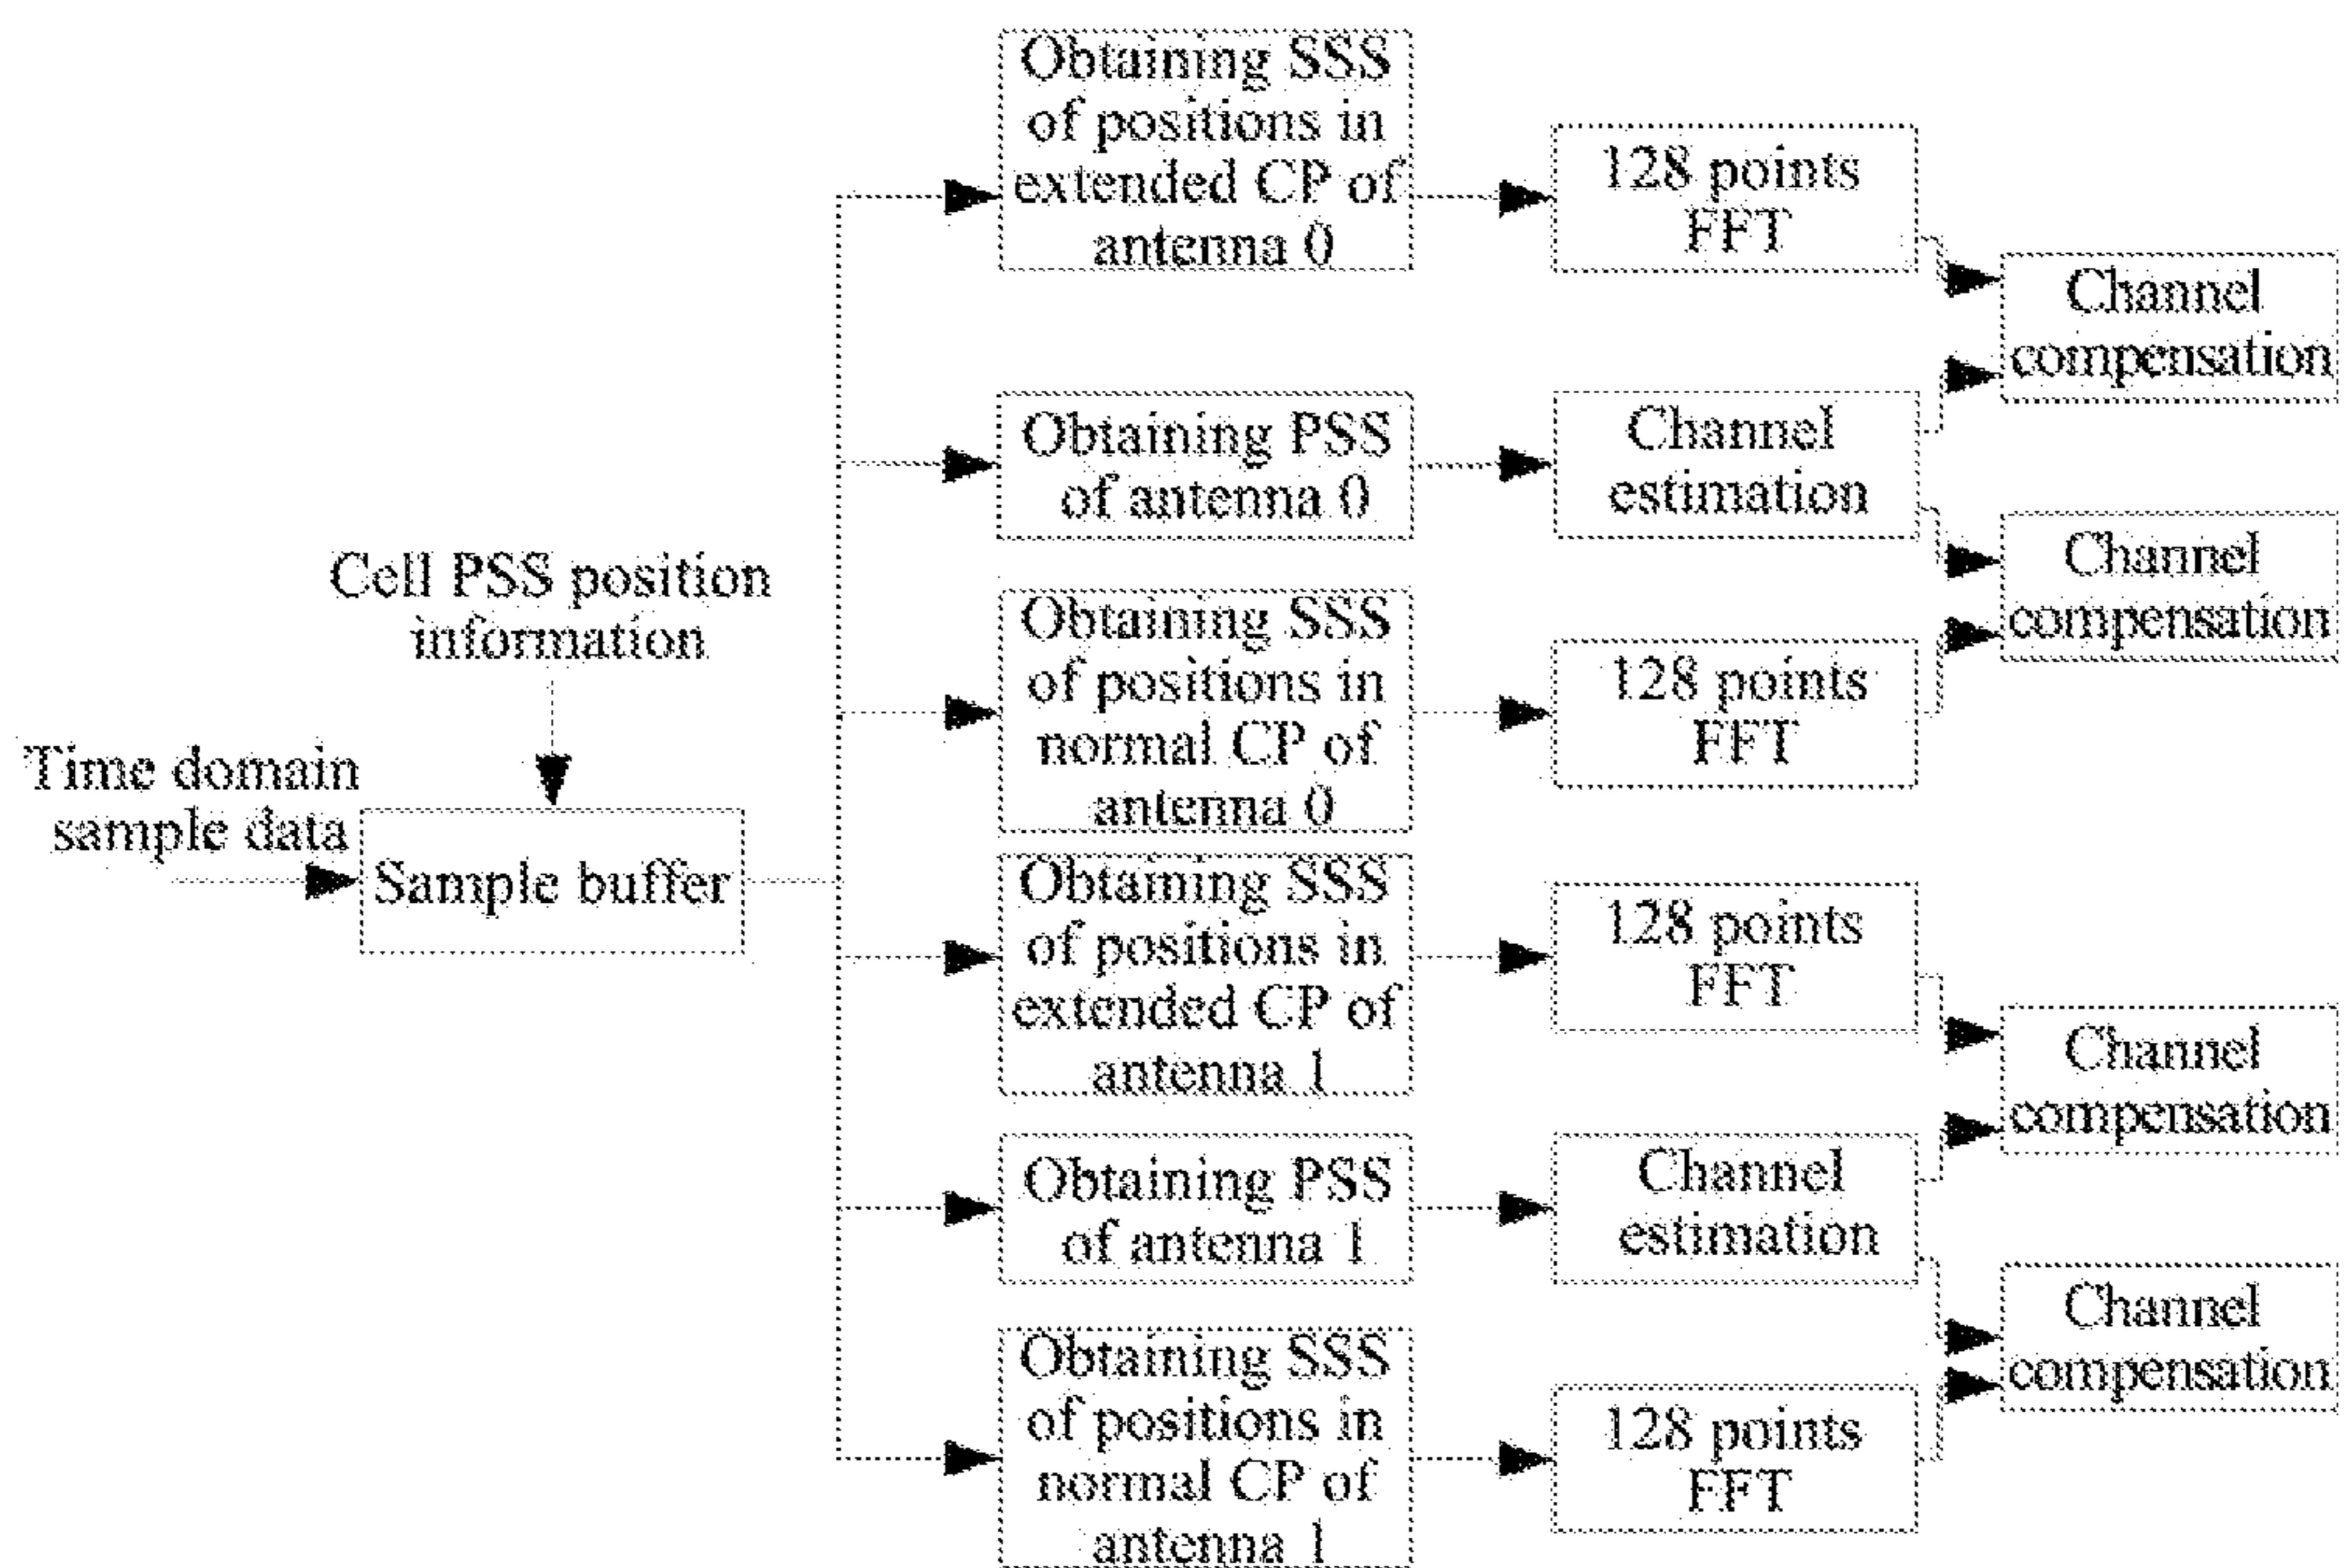 Time domain
sample data
Cell PSS position
information
Sample buffer
Obtaining SSS
of positions in
extended CP of
antenna 0
128 points
FFT
Channel
compensation
Obtaining PSS
of antenna 0
Channel
estimation
Channel
compensation
Obtaining SSS
of positions in
normal CP of
antenna 0
128 points
FFT
Obtaining SSS
of positions in
extended CP of
antenna 1
128 points
FFT
Channel
compensation
Obtaining PSS
of antenna 1
Channel
estimation
Channel
compensation
Obtaining SSS
of positions in
normal CP of
antenna 1
128 points
FFT